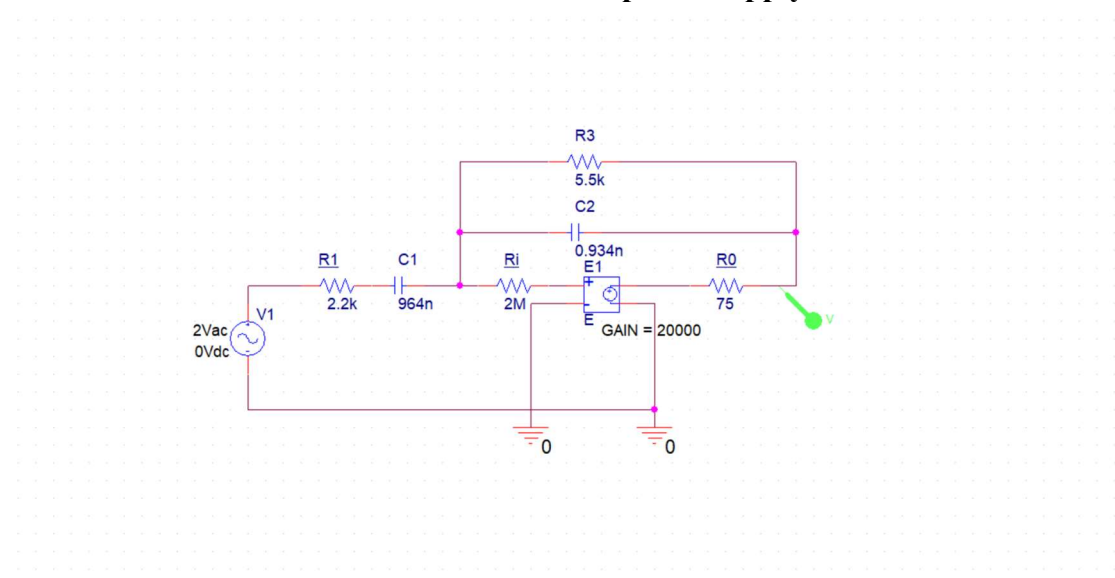 R3
5.5k
C2
0.934n
R1
2.2k
C1
964n
Ri
2M
E1
E
GAIN = 20000
R0
75
V
V1
2Vac
0Vdc
0
0